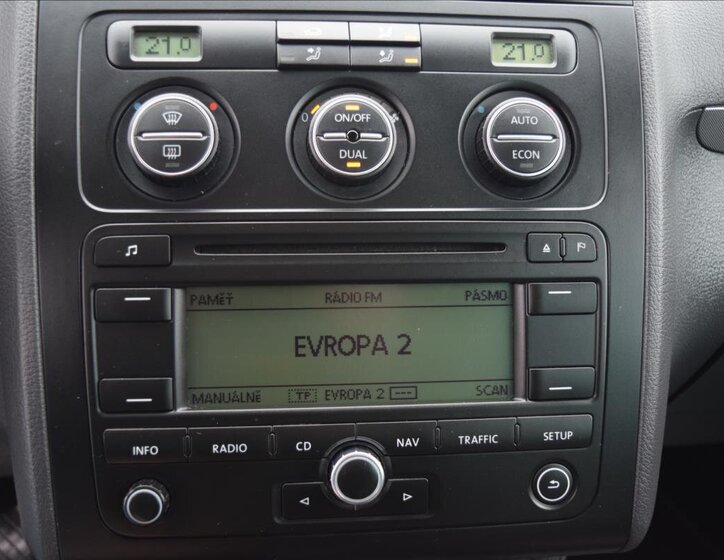 21.0 21.0
0 ON/OFF AUTO
DUAL ECON
PAMĚŤ RÁDIO FM PÁSMO
EVROPA 2
MANUÁLNĚ TP EVROPA 2 --- SCAN
INFO RADIO CD NAV TRAFFIC SETUP